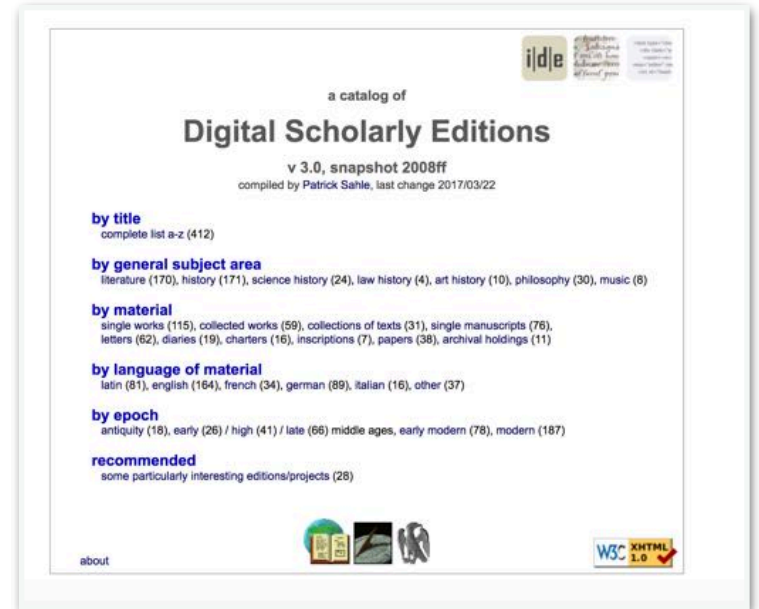 i|d|e
a catalog of
Digital Scholarly Editions
v 3.0, snapshot 2008ff
compiled by Patrick Sahle, last change 2017/03/22
by title
complete list a-z (412)
by general subject area
literature (170), history (171), science history (24), law history (4), art history (10), philosophy (30), music (8)
by material
single works (115), collected works (59), collections of texts (31), single manuscripts (76),
letters (62), diaries (19), charters (16), inscriptions (7), papers (38), archival holdings (11)
by language of material
latin (81), english (164), french (34), german (89), italian (16), other (37)
by epoch
antiquity (18), early (26) / high (41) / late (66) middle ages, early modern (78), modern (187)
recommended
some particularly interesting editions/projects (28)
about
W3C XHTML
1.0